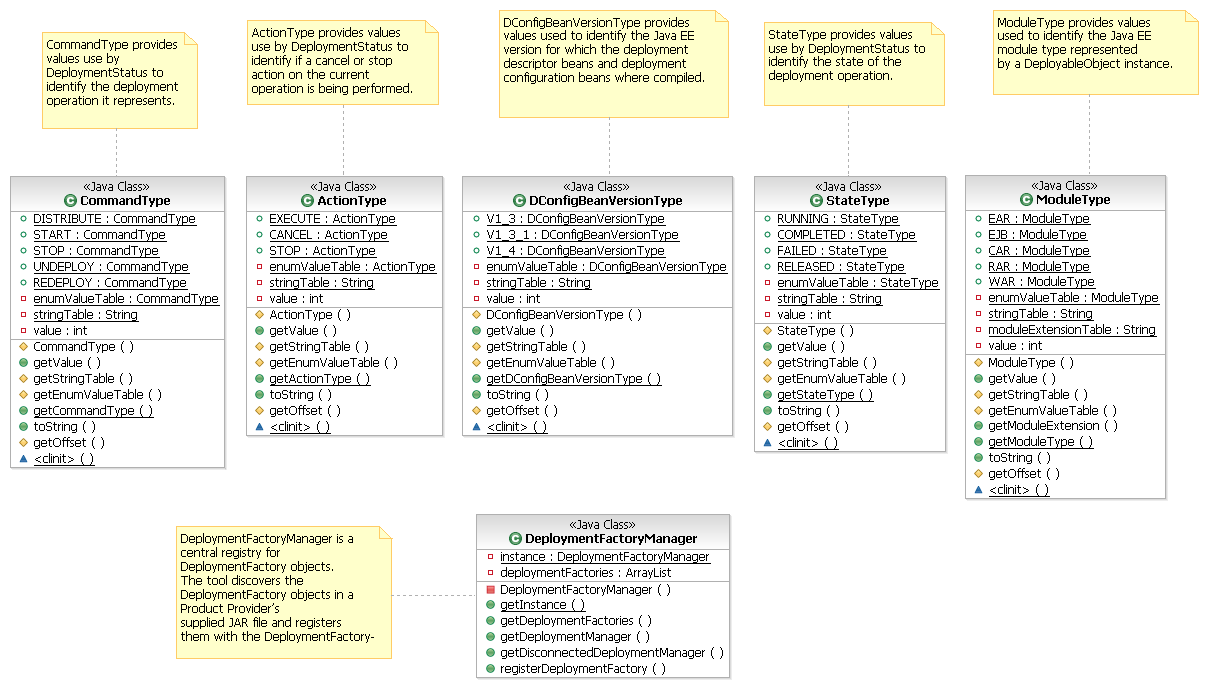 CommandType provides
values use by
DeploymentStatus to
identify the deployment
operation it represents.
ActionType provides values
use by DeploymentStatus to
identify if a cancel or stop
action on the current
operation is being performed.
DConfigBeanVersionType provides
values used to identify the Java EE
version for which the deployment
descriptor beans and deployment
configuration beans where compiled.
StateType provides values
use by DeploymentStatus to
identify the state of the
deployment operation.
ModuleType provides values
used to identify the Java EE
module type represented
by a DeployableObject instance.
«Java Class»
CommandType
DISTRIBUTE : CommandType
START : CommandType
STOP : CommandType
UNDEPLOY : CommandType
REDEPLOY : CommandType
enumValueTable : CommandType
stringTable : String
value : int
CommandType ( )
getValue ( )
getStringTable ( )
getEnumValueTable ( )
getCommandType ( )
toString ( )
getOffset ( )
<clinit> ( )
«Java Class»
ActionType
EXECUTE : ActionType
CANCEL : ActionType
STOP : ActionType
enumValueTable : ActionType
stringTable : String
value : int
ActionType ( )
getValue ( )
getStringTable ( )
getEnumValueTable ( )
getActionType ( )
toString ( )
getOffset ( )
<clinit> ( )
«Java Class»
DConfigBeanVersionType
V1_3 : DConfigBeanVersionType
V1_3_1 : DConfigBeanVersionType
V1_4 : DConfigBeanVersionType
enumValueTable : DConfigBeanVersionType
stringTable : String
value : int
DConfigBeanVersionType ( )
getValue ( )
getStringTable ( )
getEnumValueTable ( )
getDConfigBeanVersionType ( )
toString ( )
getOffset ( )
<clinit> ( )
«Java Class»
StateType
RUNNING : StateType
COMPLETED : StateType
FAILED : StateType
RELEASED : StateType
enumValueTable : StateType
stringTable : String
value : int
StateType ( )
getValue ( )
getStringTable ( )
getEnumValueTable ( )
getStateType ( )
toString ( )
getOffset ( )
<clinit> ( )
«Java Class»
ModuleType
EAR : ModuleType
EJB : ModuleType
CAR : ModuleType
RAR : ModuleType
WAR : ModuleType
enumValueTable : ModuleType
stringTable : String
moduleExtensionTable : String
value : int
ModuleType ( )
getValue ( )
getStringTable ( )
getEnumValueTable ( )
getModuleExtension ( )
getModuleType ( )
toString ( )
getOffset ( )
<clinit> ( )
DeploymentFactoryManager is a
central registry for
DeploymentFactory objects.
The tool discovers the
DeploymentFactory objects in a
Product Provider's
supplied JAR file and registers
them with the DeploymentFactory-
«Java Class»
DeploymentFactoryManager
instance : DeploymentFactoryManager
deploymentFactories : ArrayList
DeploymentFactoryManager ( )
getInstance ( )
getDeploymentFactories ( )
getDeploymentManager ( )
getDisconnectedDeploymentManager ( )
registerDeploymentFactory ( )